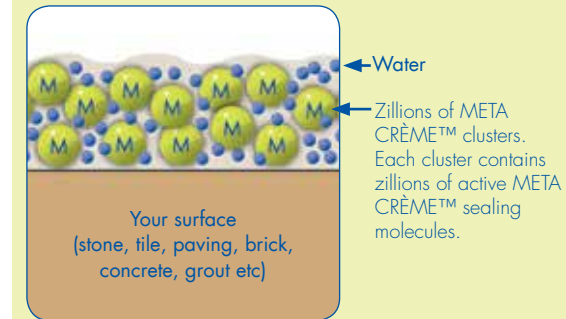 M M M M M M M M M M M M
Water
Zillions of META
CRÈME™ clusters.
Each cluster contains
zillions of active META
CRÈME™ sealing
molecules.
Your surface
(stone, tile, paving, brick,
concrete, grout etc)